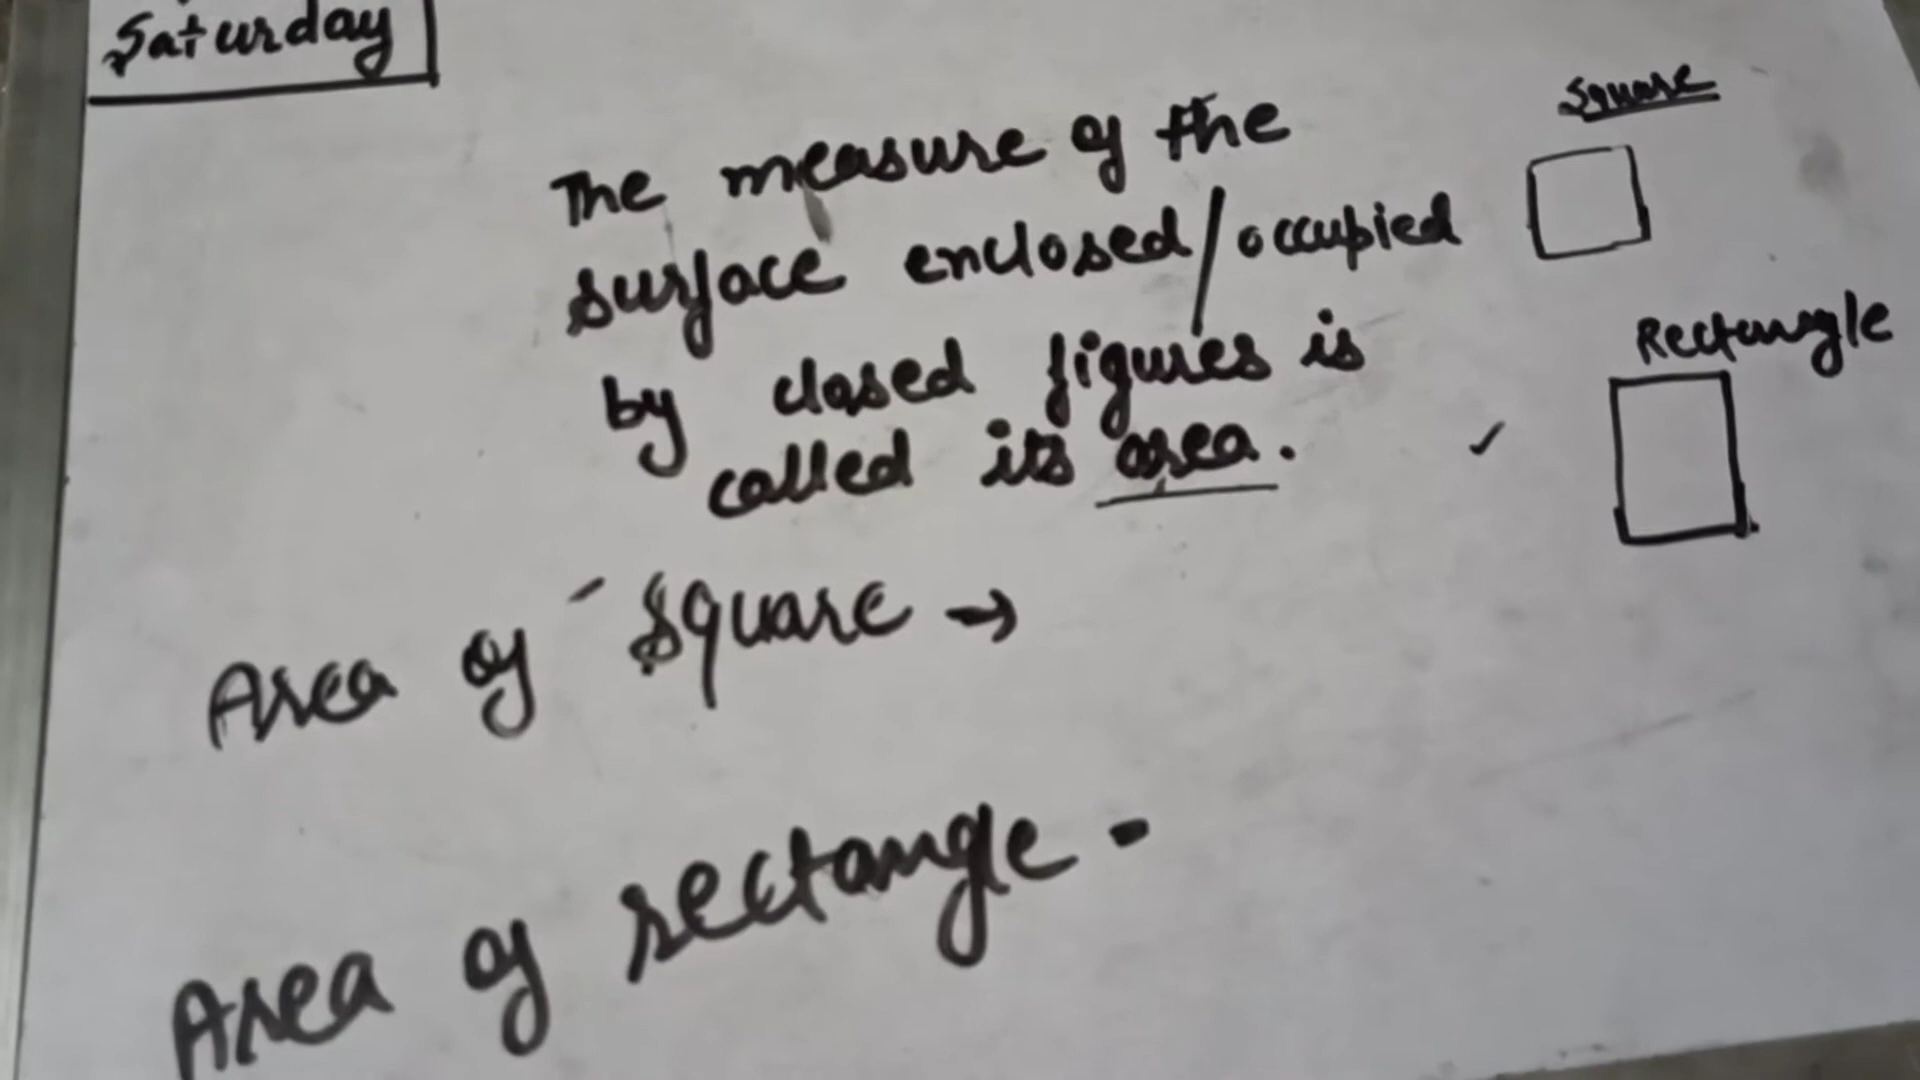 Saturday
The measure of the
surface enclosed/occupied
by closed figures is
called its area.
Square
Rectangle
Area of Square →
Area of rectangle -